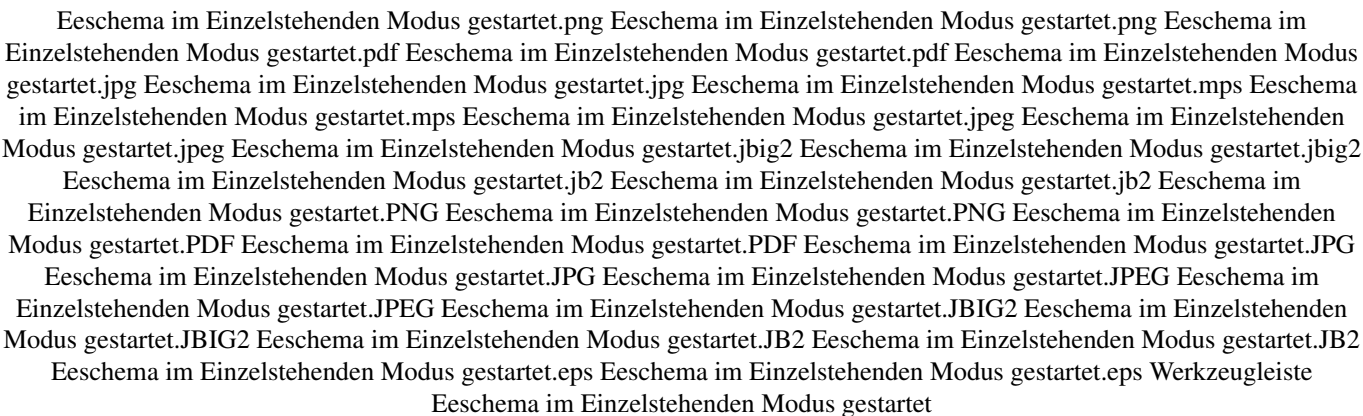 Eeschema im Einzelstehenden Modus gestartet.png Eeschema im Einzelstehenden Modus gestartet.png Eeschema im
Einzelstehenden Modus gestartet.pdf Eeschema im Einzelstehenden Modus gestartet.pdf Eeschema im Einzelstehenden Modus
gestartet.jpg Eeschema im Einzelstehenden Modus gestartet.jpg Eeschema im Einzelstehenden Modus gestartet.mps Eeschema
im Einzelstehenden Modus gestartet.mps Eeschema im Einzelstehenden Modus gestartet.jpeg Eeschema im Einzelstehenden
Modus gestartet.jpeg Eeschema im Einzelstehenden Modus gestartet.jbig2 Eeschema im Einzelstehenden Modus gestartet.jbig2
Eeschema im Einzelstehenden Modus gestartet.jb2 Eeschema im Einzelstehenden Modus gestartet.jb2 Eeschema im
Einzelstehenden Modus gestartet.PNG Eeschema im Einzelstehenden Modus gestartet.PNG Eeschema im Einzelstehenden
Modus gestartet.PDF Eeschema im Einzelstehenden Modus gestartet.PDF Eeschema im Einzelstehenden Modus gestartet.JPG
Eeschema im Einzelstehenden Modus gestartet.JPG Eeschema im Einzelstehenden Modus gestartet.JPEG Eeschema im
Einzelstehenden Modus gestartet.JPEG Eeschema im Einzelstehenden Modus gestartet.JBIG2 Eeschema im Einzelstehenden
Modus gestartet.JBIG2 Eeschema im Einzelstehenden Modus gestartet.JB2 Eeschema im Einzelstehenden Modus gestartet.JB2
Eeschema im Einzelstehenden Modus gestartet.eps Eeschema im Einzelstehenden Modus gestartet.eps Werkzeugleiste
Eeschema im Einzelstehenden Modus gestartet